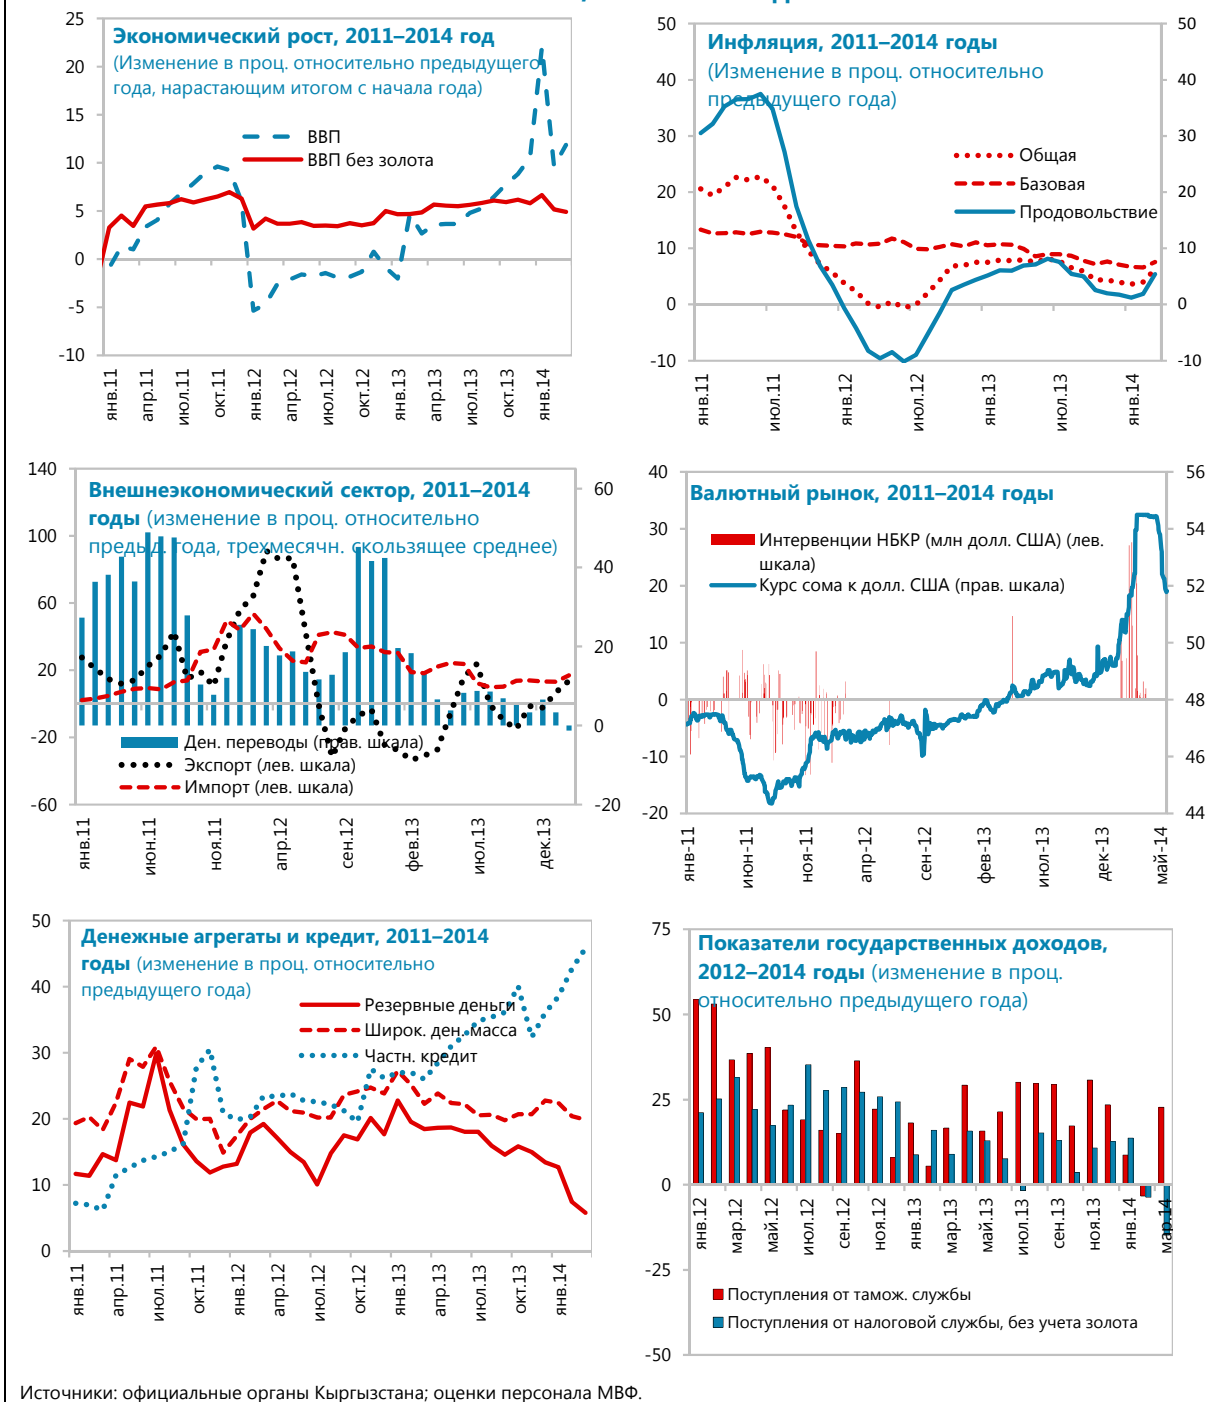 Экономический рост, 2011–2014 год
(Изменение в проц. относительно предыдущего
года, нарастающим итогом с начала года)
ВВП
ВВП без золота
25
20
15
10
5
0
-5
-10
янв.11
апр.11
июл.11
окт.11
янв.12
апр.12
июл.12
окт.12
янв.13
апр.13
июл.13
окт.13
янв.14
Инфляция, 2011–2014 годы
(Изменение в проц. относительно
предыдущего года)
Общая
Базовая
Продовольствие
50
40
30
20
10
0
-10
50
40
30
20
10
0
-10
янв.11
июл.11
янв.12
июл.12
янв.13
июл.13
янв.14
Внешнеэкономический сектор, 2011–2014
годы (изменение в проц. относительно
предыд. года, трехмесячн. скользящее среднее)
140
100
60
20
-20
-60
60
40
20
0
-20
Ден. переводы (прав. шкала)
Экспорт (лев. шкала)
Импорт (лев. шкала)
янв.11
июн.11
ноя.11
апр.12
сен.12
фев.13
июл.13
дек.13
Валютный рынок, 2011–2014 годы
Интервенции НБКР (млн долл. США) (лев.
шкала)
Курс сома к долл. США (прав. шкала)
40
30
20
10
0
-10
-20
56
54
52
50
48
46
44
янв-11
июн-11
ноя-11
апр-12
сен-12
фев-13
июл-13
дек-13
май-14
Денежные агрегаты и кредит, 2011–2014
годы (изменение в проц. относительно
предыдущего года)
Резервные деньги
Широк. ден. масса
Частн. кредит
50
40
30
20
10
0
янв.11
апр.11
июл.11
окт.11
янв.12
апр.12
июл.12
окт.12
янв.13
апр.13
июл.13
окт.13
янв.14
Показатели государственных доходов,
2012–2014 годы (изменение в проц.
относительно предыдущего года)
75
50
25
0
-25
-50
янв.12
мар.12
май.12
июл.12
сен.12
ноя.12
янв.13
мар.13
май.13
июл.13
сен.13
ноя.13
янв.14
мар.14
Поступления от тамож. службы
Поступления от налоговой службы, без учета золота
Источники: официальные органы Кыргызстана; оценки персонала МВФ.